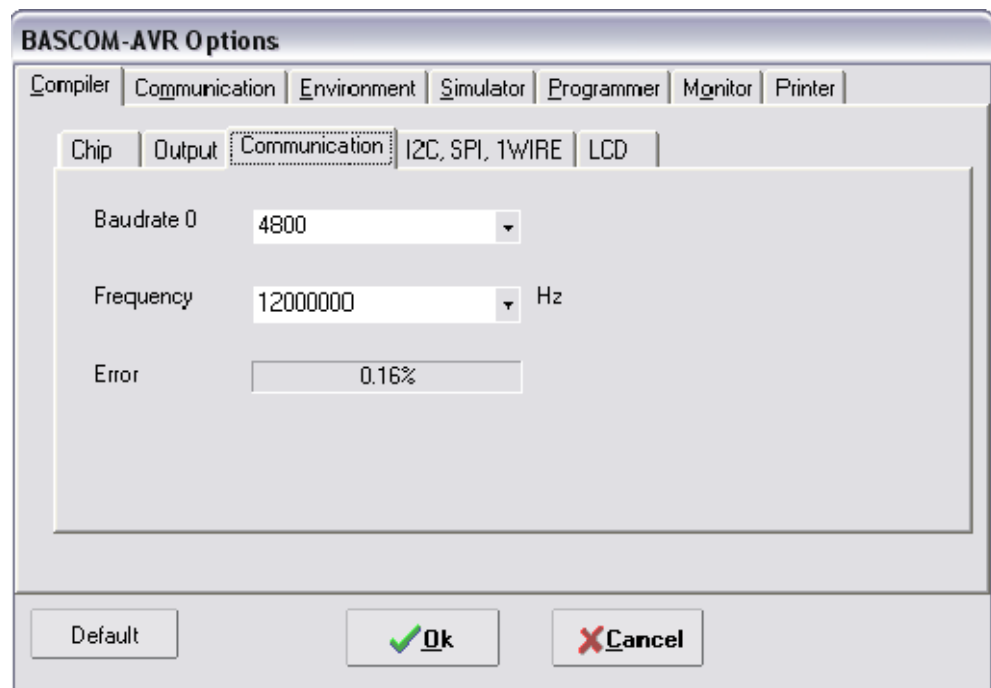 BASCOM-AVR Options
Compiler Communication Environment Simulator Programmer Monitor Printer
Chip Output Communication I2C, SPI, 1WIRE LCD
Baudrate 0 4800
Frequency 12000000 Hz
Error 0.16%
Default Ok Cancel